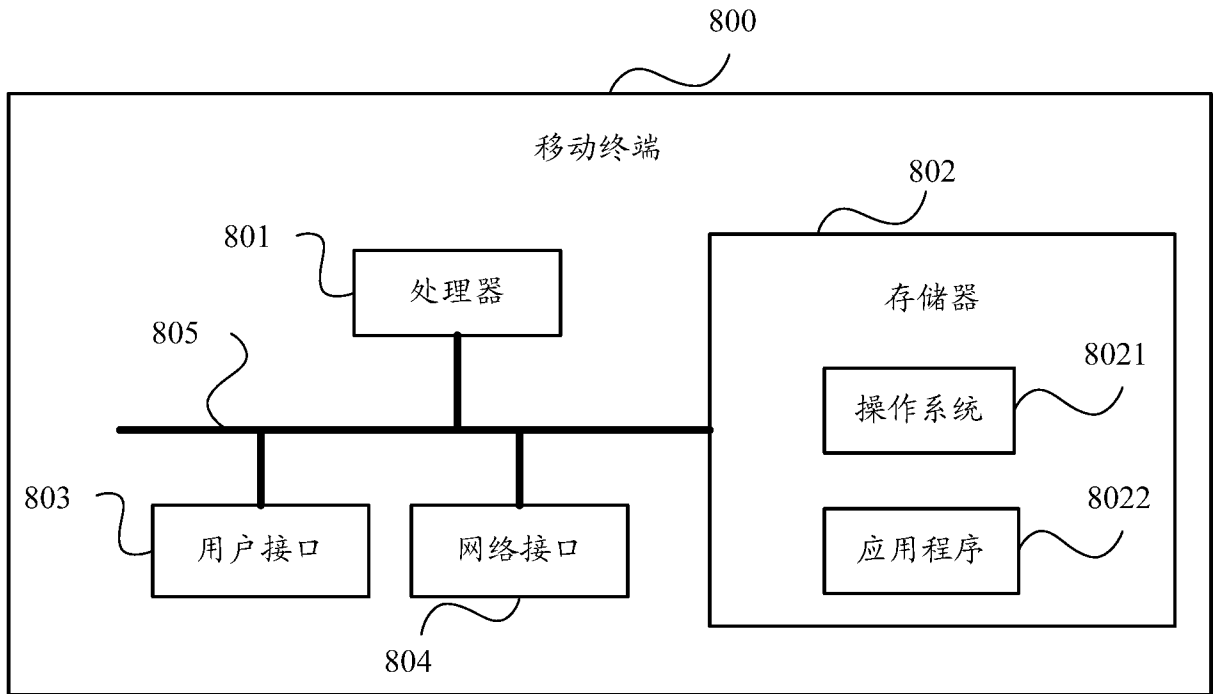 800
移动终端
802
801
处理器
存储器
805
8021
操作系统
803
8022
用户接口
网络接口
应用程序
804